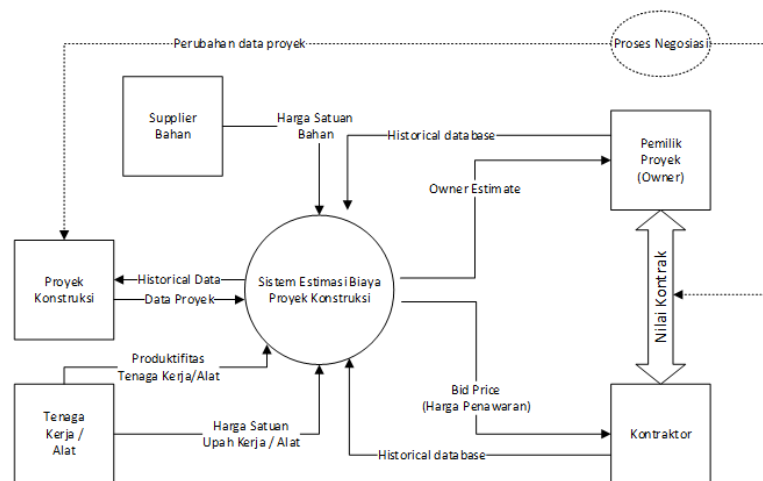 Perubahan data proyek
Proses Negosiasi
Supplier
Bahan
Harga Satuan
Bahan
Historical database
Pemilik
Proyek
(Owner)
Owner Estimate
Proyek
Konstruksi
Historical Data
Data Proyek
Sistem Estimasi Biaya
Proyek Konstruksi
Nilai Kontrak
Produktifitas
Tenaga Kerja/Alat
Tenaga
Kerja /
Alat
Harga Satuan
Upah Kerja / Alat
Bid Price
(Harga Penawaran)
Kontraktor
Historical database